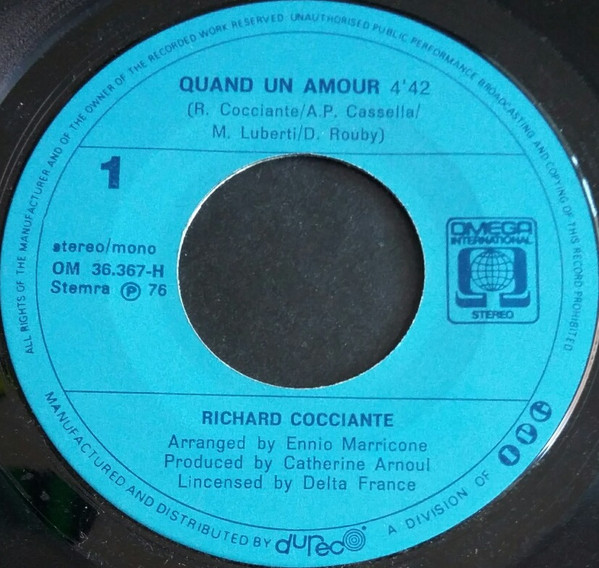 ALL RIGHTS OF THE MANUFACTURER AND OF THE OWNER OF THE RECORDED WORK RESERVED UNAUTHORISED PUBLIC PERFORMANCE BROADCASTING AND COPYING OF THIS RECORD PROHIBITED
QUAND UN AMOUR 4'42
(R. Cocciante/A.P. Cassella/
M. Luberti/D. Rouby)
1
stereo/mono
OM 36.367-H
Stemra Ⓟ 76
OMEGA
INTERNATIONAL
STEREO
RICHARD COCCIANTE
Arranged by Ennio Marricone
Produced by Catherine Arnoul
Lincensed by Delta France
MANUFACTURED AND DISTRIBUTED BY dureco A DIVISION OF